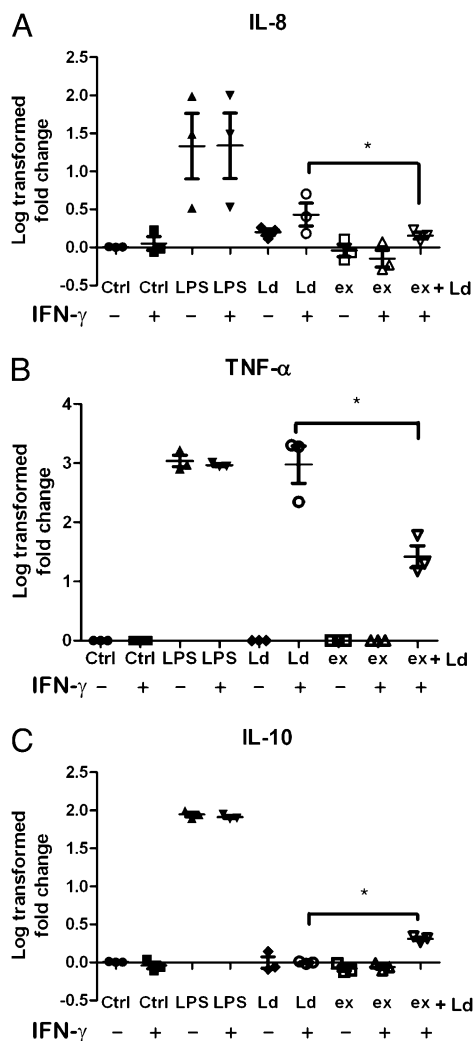 A
IL-8
Log transformed
fold change
2.5
2.0
1.5
1.0
0.5
0.0
-0.5
*
Ctrl Ctrl LPS LPS Ld Ld ex ex ex + Ld
IFN-γ − + − + − + − + +
B
TNF-α
Log transformed
fold change
4
3
2
1
0
*
Ctrl Ctrl LPS LPS Ld Ld ex ex ex + Ld
IFN-γ − + − + − + − + +
C
IL-10
Log transformed
fold change
2.5
2.0
1.5
1.0
0.5
0.0
-0.5
*
Ctrl Ctrl LPS LPS Ld Ld ex ex ex + Ld
IFN-γ − + − + − + − + +